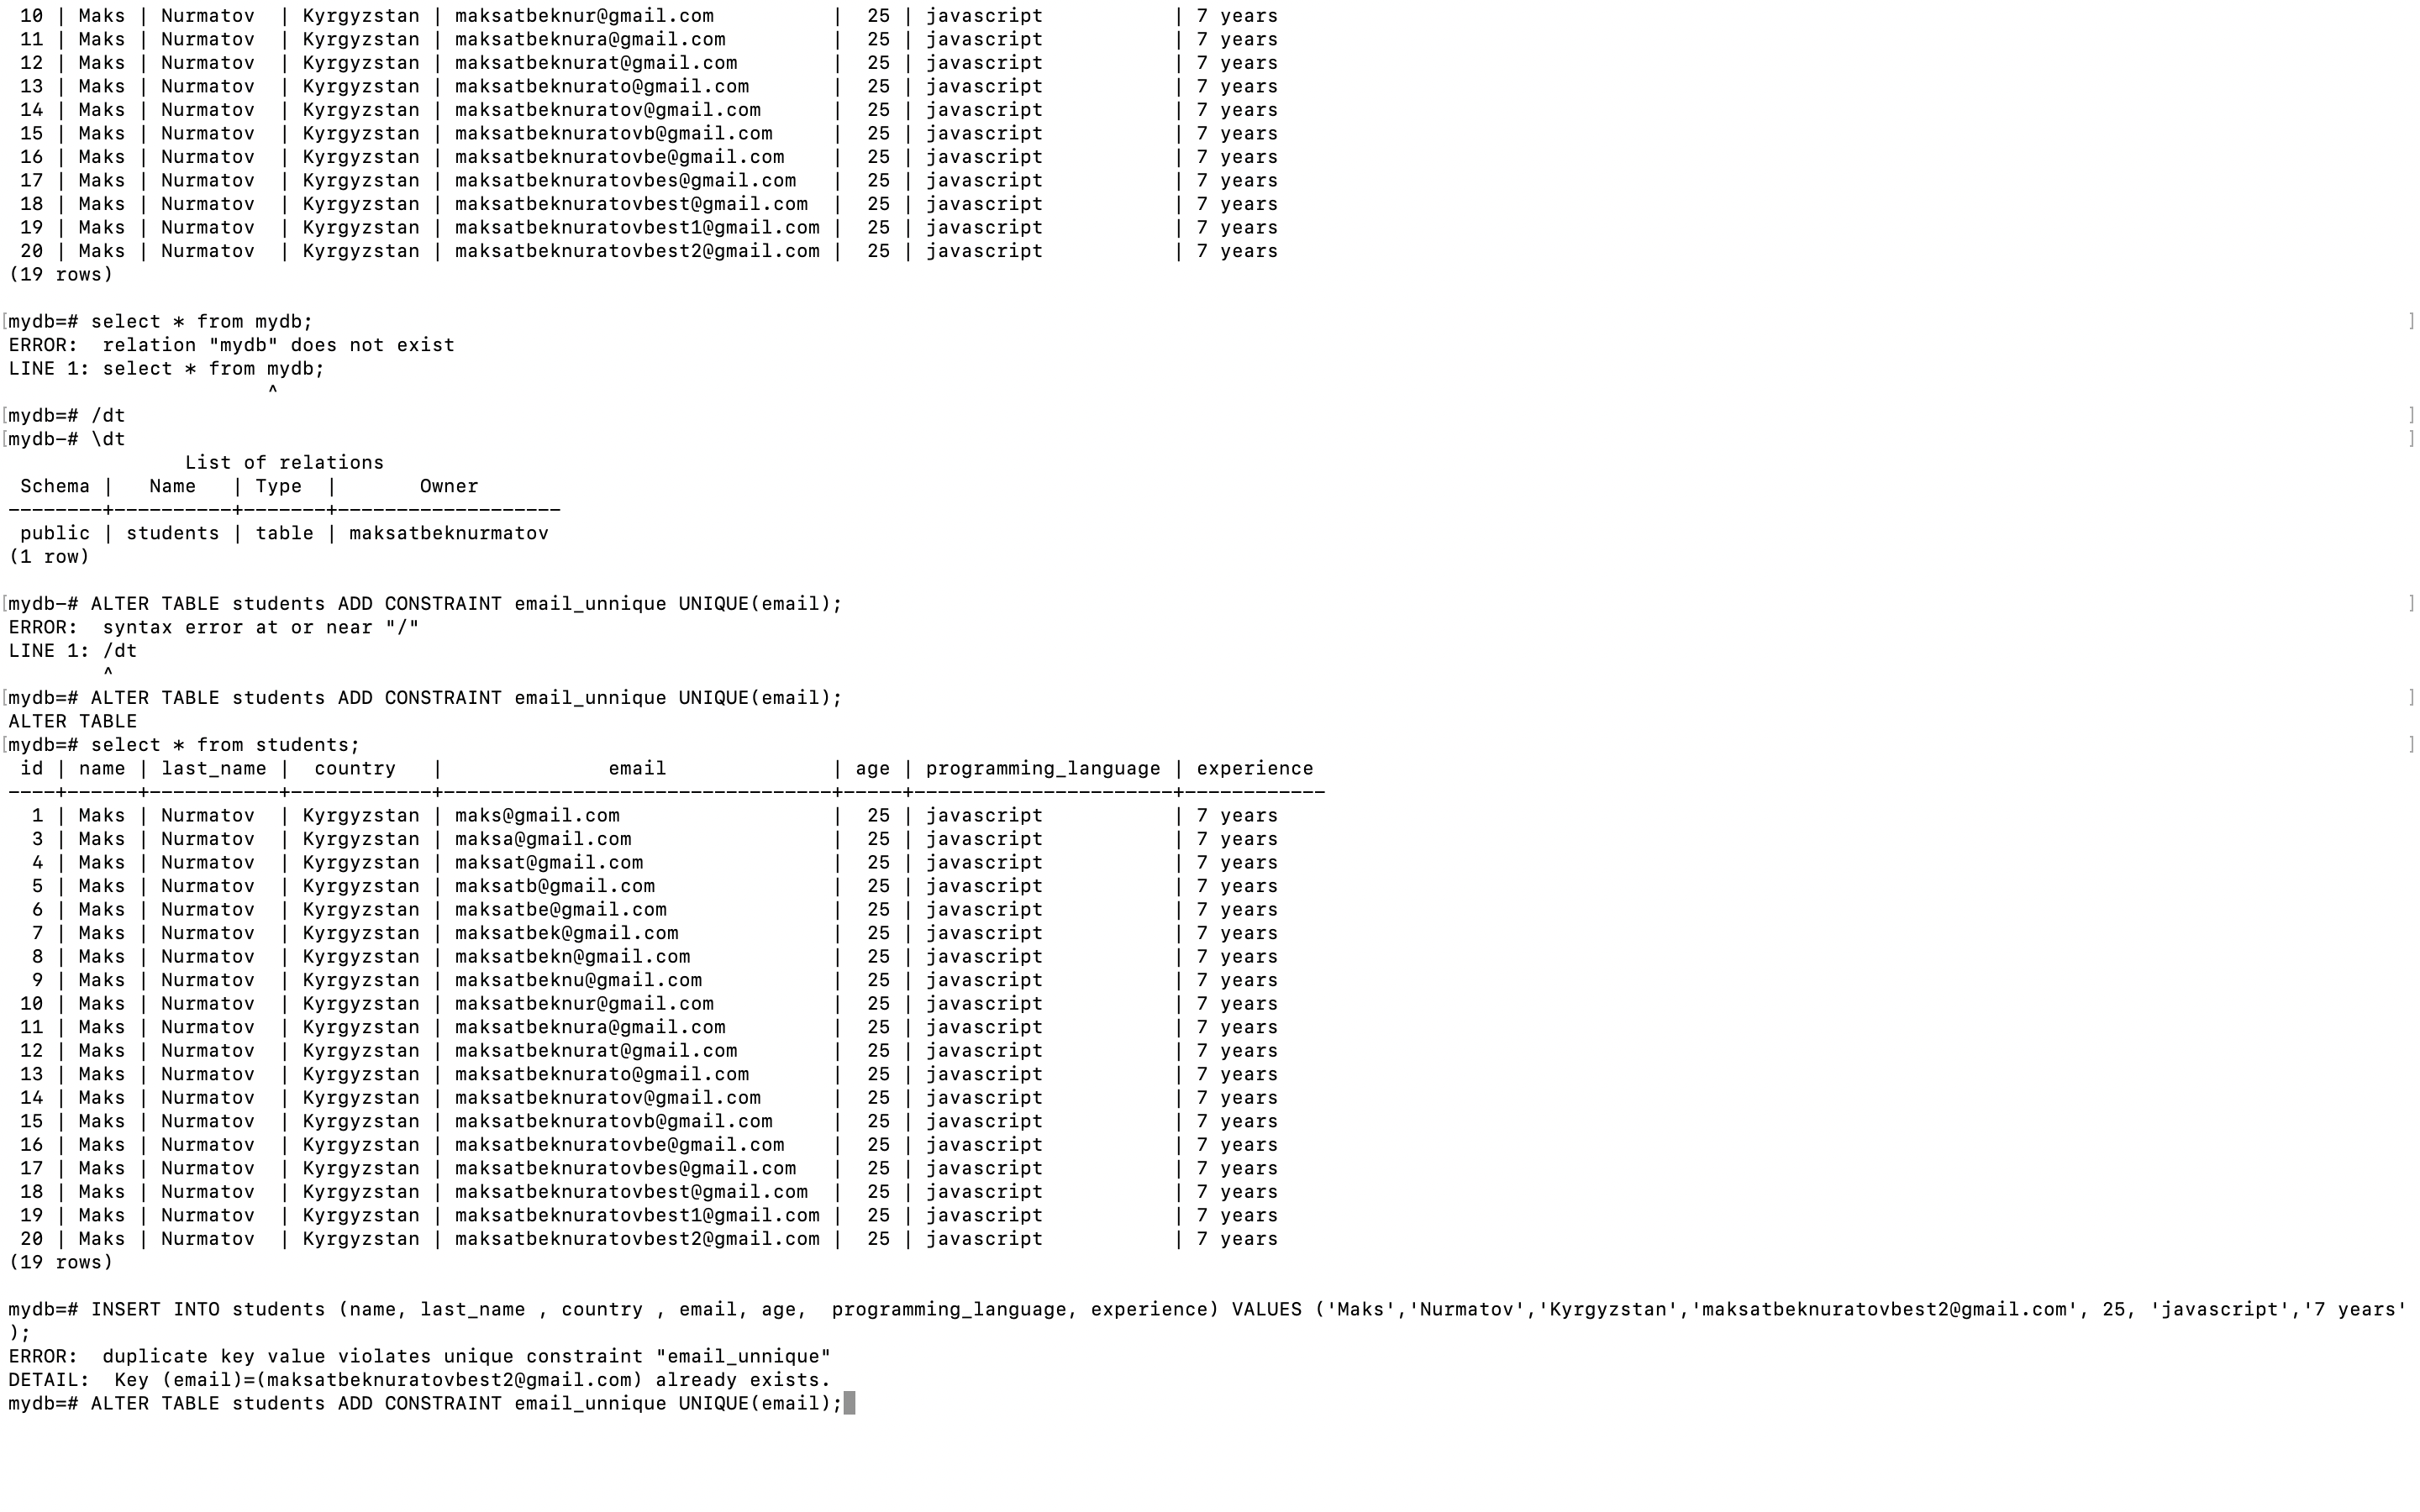 10 | Maks | Nurmatov  | Kyrgyzstan | maksatbeknur@gmail.com          |  25 | javascript           | 7 years
 11 | Maks | Nurmatov  | Kyrgyzstan | maksatbeknura@gmail.com         |  25 | javascript           | 7 years
 12 | Maks | Nurmatov  | Kyrgyzstan | maksatbeknurat@gmail.com        |  25 | javascript           | 7 years
 13 | Maks | Nurmatov  | Kyrgyzstan | maksatbeknurato@gmail.com       |  25 | javascript           | 7 years
 14 | Maks | Nurmatov  | Kyrgyzstan | maksatbeknuratov@gmail.com      |  25 | javascript           | 7 years
 15 | Maks | Nurmatov  | Kyrgyzstan | maksatbeknuratovb@gmail.com     |  25 | javascript           | 7 years
 16 | Maks | Nurmatov  | Kyrgyzstan | maksatbeknuratovbe@gmail.com    |  25 | javascript           | 7 years
 17 | Maks | Nurmatov  | Kyrgyzstan | maksatbeknuratovbes@gmail.com   |  25 | javascript           | 7 years
 18 | Maks | Nurmatov  | Kyrgyzstan | maksatbeknuratovbest@gmail.com  |  25 | javascript           | 7 years
 19 | Maks | Nurmatov  | Kyrgyzstan | maksatbeknuratovbest1@gmail.com |  25 | javascript           | 7 years
 20 | Maks | Nurmatov  | Kyrgyzstan | maksatbeknuratovbest2@gmail.com |  25 | javascript           | 7 years
(19 rows)

[mydb=# select * from mydb; ]
ERROR:  relation "mydb" does not exist
LINE 1: select * from mydb;
                      ^
[mydb=# /dt ]
[mydb-# \dt ]
               List of relations
 Schema |   Name   | Type  |       Owner
--------+----------+-------+-------------------
 public | students | table | maksatbeknurmatov
(1 row)

[mydb-# ALTER TABLE students ADD CONSTRAINT email_unnique UNIQUE(email); ]
ERROR:  syntax error at or near "/"
LINE 1: /dt
        ^
[mydb=# ALTER TABLE students ADD CONSTRAINT email_unnique UNIQUE(email); ]
ALTER TABLE
[mydb=# select * from students; ]
 id | name | last_name |  country   |              email              | age | programming_language | experience
----+------+-----------+------------+---------------------------------+-----+----------------------+------------
  1 | Maks | Nurmatov  | Kyrgyzstan | maks@gmail.com                  |  25 | javascript           | 7 years
  3 | Maks | Nurmatov  | Kyrgyzstan | maksa@gmail.com                 |  25 | javascript           | 7 years
  4 | Maks | Nurmatov  | Kyrgyzstan | maksat@gmail.com                |  25 | javascript           | 7 years
  5 | Maks | Nurmatov  | Kyrgyzstan | maksatb@gmail.com               |  25 | javascript           | 7 years
  6 | Maks | Nurmatov  | Kyrgyzstan | maksatbe@gmail.com              |  25 | javascript           | 7 years
  7 | Maks | Nurmatov  | Kyrgyzstan | maksatbek@gmail.com             |  25 | javascript           | 7 years
  8 | Maks | Nurmatov  | Kyrgyzstan | maksatbekn@gmail.com            |  25 | javascript           | 7 years
  9 | Maks | Nurmatov  | Kyrgyzstan | maksatbeknu@gmail.com           |  25 | javascript           | 7 years
 10 | Maks | Nurmatov  | Kyrgyzstan | maksatbeknur@gmail.com          |  25 | javascript           | 7 years
 11 | Maks | Nurmatov  | Kyrgyzstan | maksatbeknura@gmail.com         |  25 | javascript           | 7 years
 12 | Maks | Nurmatov  | Kyrgyzstan | maksatbeknurat@gmail.com        |  25 | javascript           | 7 years
 13 | Maks | Nurmatov  | Kyrgyzstan | maksatbeknurato@gmail.com       |  25 | javascript           | 7 years
 14 | Maks | Nurmatov  | Kyrgyzstan | maksatbeknuratov@gmail.com      |  25 | javascript           | 7 years
 15 | Maks | Nurmatov  | Kyrgyzstan | maksatbeknuratovb@gmail.com     |  25 | javascript           | 7 years
 16 | Maks | Nurmatov  | Kyrgyzstan | maksatbeknuratovbe@gmail.com    |  25 | javascript           | 7 years
 17 | Maks | Nurmatov  | Kyrgyzstan | maksatbeknuratovbes@gmail.com   |  25 | javascript           | 7 years
 18 | Maks | Nurmatov  | Kyrgyzstan | maksatbeknuratovbest@gmail.com  |  25 | javascript           | 7 years
 19 | Maks | Nurmatov  | Kyrgyzstan | maksatbeknuratovbest1@gmail.com |  25 | javascript           | 7 years
 20 | Maks | Nurmatov  | Kyrgyzstan | maksatbeknuratovbest2@gmail.com |  25 | javascript           | 7 years
(19 rows)

mydb=# INSERT INTO students (name, last_name , country , email, age,  programming_language, experience) VALUES ('Maks','Nurmatov','Kyrgyzstan','maksatbeknuratovbest2@gmail.com', 25, 'javascript','7 years'
);
ERROR:  duplicate key value violates unique constraint "email_unnique"
DETAIL:  Key (email)=(maksatbeknuratovbest2@gmail.com) already exists.
mydb=# ALTER TABLE students ADD CONSTRAINT email_unnique UNIQUE(email);